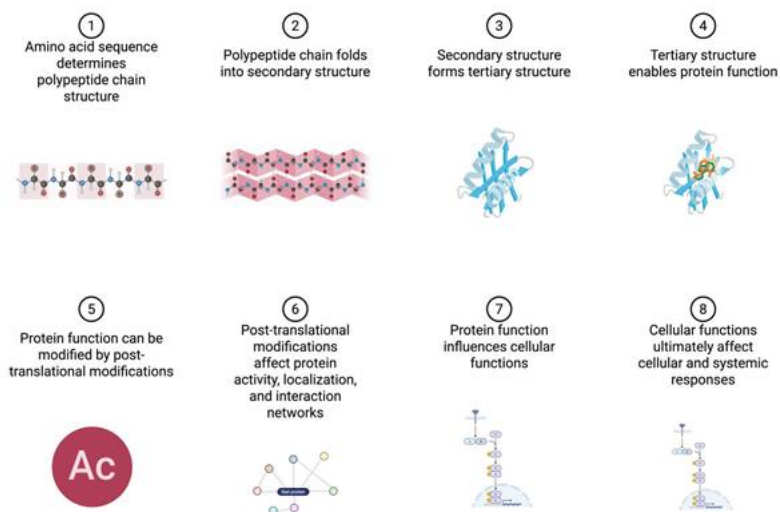 1
Amino acid sequence
determines
polypeptide chain
structure
2
Polypeptide chain folds
into secondary structure
3
Secondary structure
forms tertiary structure
4
Tertiary structure
enables protein function
5
Protein function can be
modified by post-
translational modifications
Ac
6
Post-translational
modifications
affect protein
activity, localization,
and interaction
networks
7
Protein function
influences cellular
functions
8
Cellular functions
ultimately affect
cellular and systemic
responses